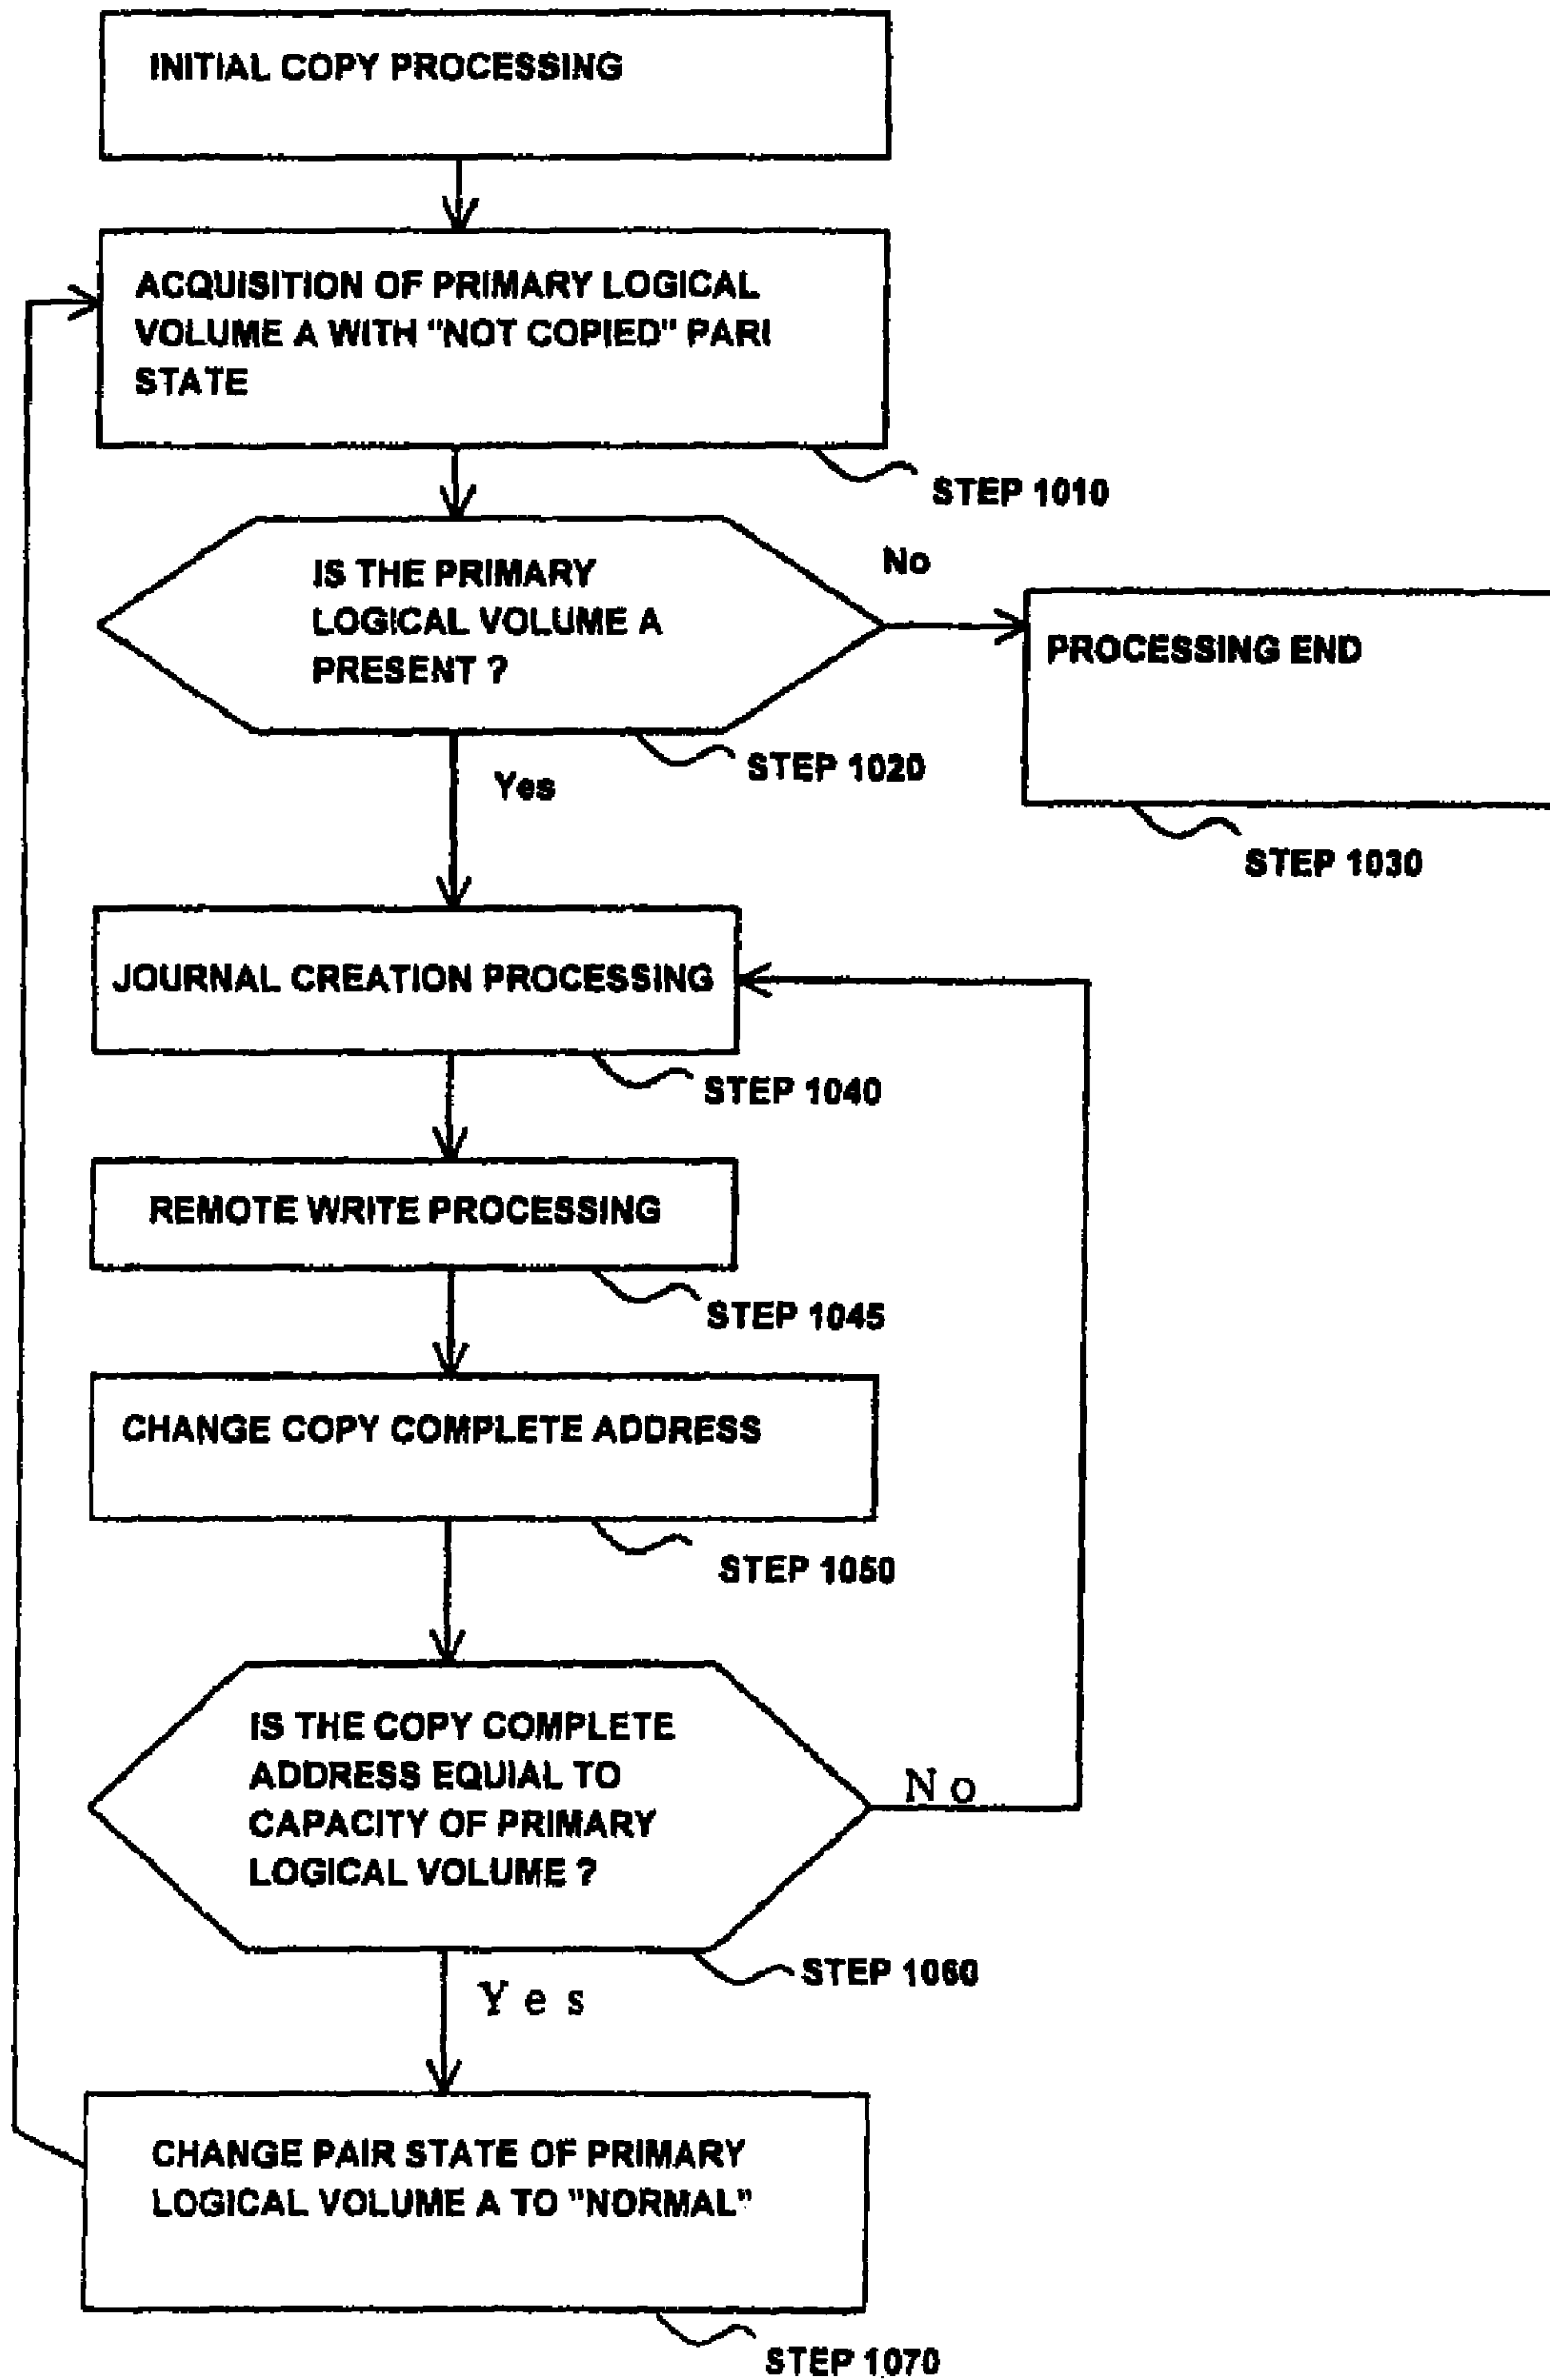 INITIAL COPY PROCESSING
ACQUISITION OF PRIMARY LOGICAL
VOLUME A WITH "NOT COPIED" PARI
STATE
STEP 1010
IS THE PRIMARY
LOGICAL VOLUME A
PRESENT ?
No
PROCESSING END
STEP 1020
Yes
STEP 1030
JOURNAL CREATION PROCESSING
STEP 1040
REMOTE WRITE PROCESSING
STEP 1045
CHANGE COPY COMPLETE ADDRESS
STEP 1050
IS THE COPY COMPLETE
ADDRESS EQUIAL TO
CAPACITY OF PRIMARY
LOGICAL VOLUME ?
No
STEP 1060
Yes
CHANGE PAIR STATE OF PRIMARY
LOGICAL VOLUME A TO "NORMAL"
STEP 1070